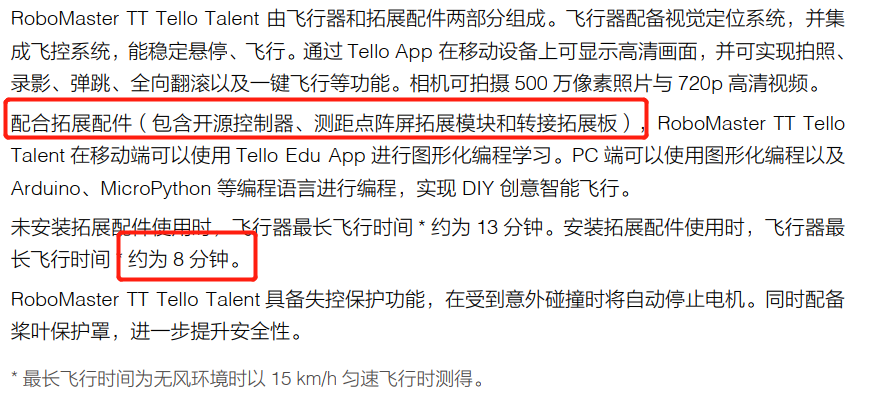 RoboMaster TT Tello Talent 由飞行器和拓展配件两部分组成。飞行器配备视觉定位系统，并集
成飞控系统，能稳定悬停、飞行。通过 Tello App 在移动设备上可显示高清画面，并可实现拍照、
录影、弹跳、全向翻滚以及一键飞行等功能。相机可拍摄 500 万像素照片与 720p 高清视频。
配合拓展配件（包含开源控制器、测距点阵屏拓展模块和转接拓展板），RoboMaster TT Tello
Talent 在移动端可以使用 Tello Edu App 进行图形化编程学习。PC 端可以使用图形化编程以及
Arduino、MicroPython 等编程语言进行编程，实现 DIY 创意智能飞行。
未安装拓展配件使用时，飞行器最长飞行时间 * 约为 13 分钟。安装拓展配件使用时，飞行器最
长飞行时间 * 约为 8 分钟。
RoboMaster TT Tello Talent 具备失控保护功能，在受到意外碰撞时将自动停止电机。同时配备
桨叶保护罩，进一步提升安全性。
* 最长飞行时间为无风环境时以 15 km/h 匀速飞行时测得。